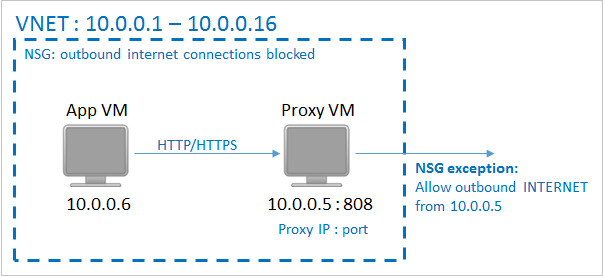 VNET : 10.0.0.1 – 10.0.0.16
NSG: outbound internet connections blocked
App VM
Proxy VM
HTTP/HTTPS
10.0.0.6
10.0.0.5 : 808
Proxy IP : port
NSG exception:
Allow outbound INTERNET
from 10.0.0.5